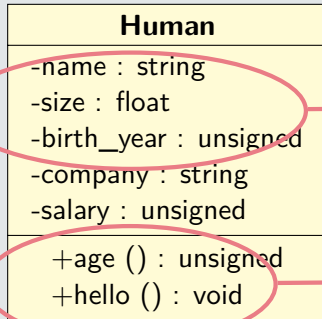 Human
-name : string
-size : float
-birth_year : unsigned
-company : string
-salary : unsigned
+age () : unsigned
+hello () : void